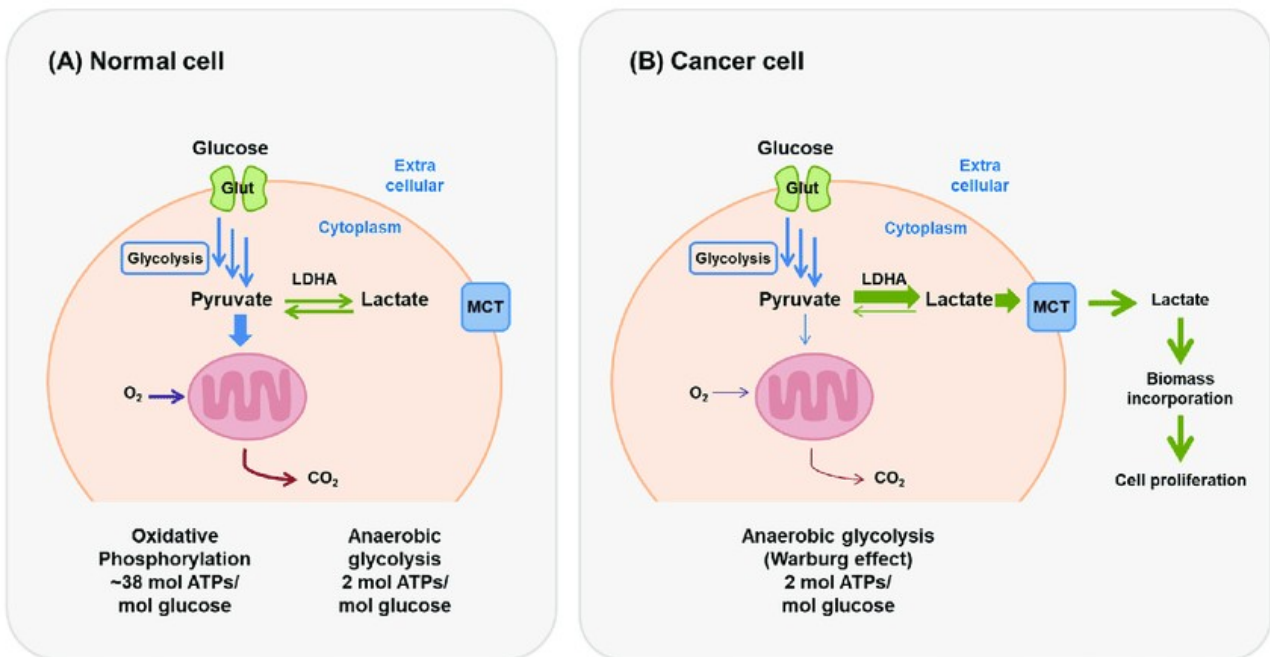 (A) Normal cell
Glucose
Glut
Extra
cellular
Cytoplasm
Glycolysis
LDHA
Pyruvate
Lactate
MCT
O₂
CO₂
Oxidative
Phosphorylation
~38 mol ATPs/
mol glucose
Anaerobic
glycolysis
2 mol ATPs/
mol glucose
(B) Cancer cell
Glucose
Glut
Extra
cellular
Cytoplasm
Glycolysis
LDHA
Pyruvate
Lactate
MCT
Lactate
Biomass
incorporation
Cell proliferation
O₂
CO₂
Anaerobic glycolysis
(Warburg effect)
2 mol ATPs/
mol glucose